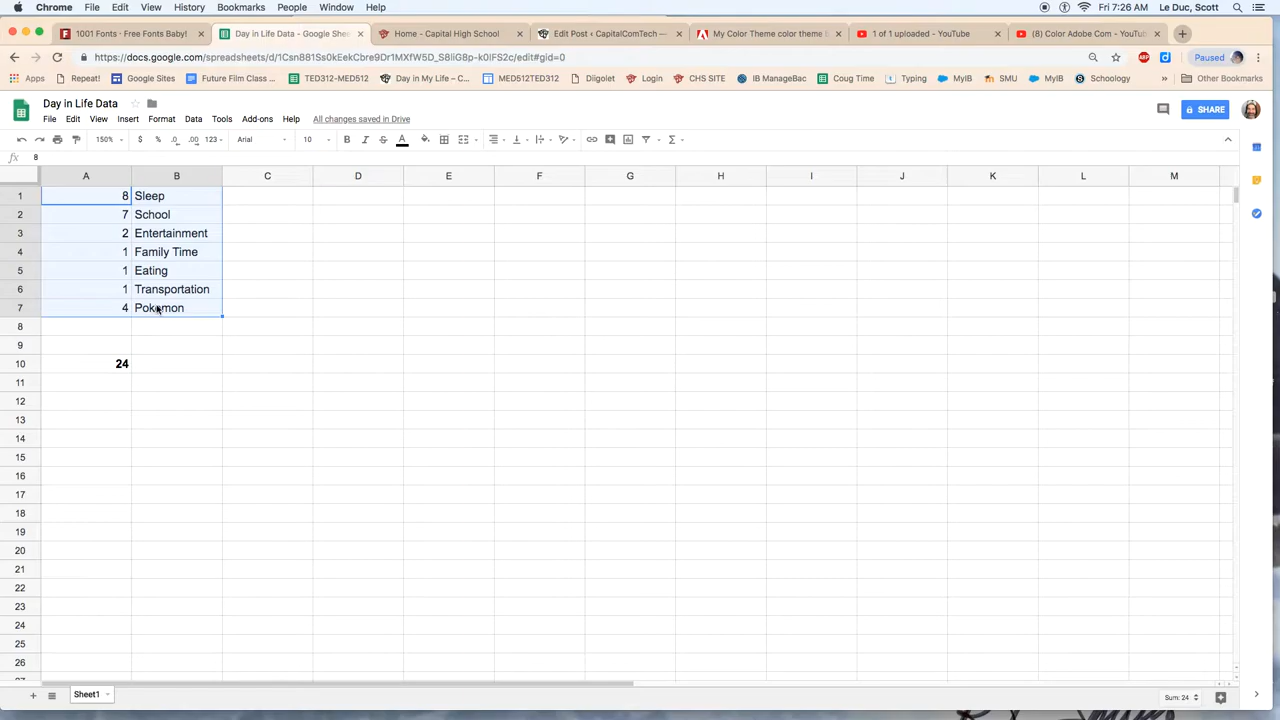 Chrome File Edit View History Bookmarks People Window Help Fri 7:26 AM Le Duc, Scott
1001 Fonts - Free Fonts Baby! Day in Life Data - Google Shee Home - Capital High School Edit Post ‹ CapitalComTech — My Color Theme color theme 1 of 1 uploaded - YouTube (8) Color Adobe Com - YouTu
https://docs.google.com/spreadsheets/d/1Csn881Ss0kEekCbre9Dr1MXfW5D_S8iiG8p-k0lFS2c/edit#gid=0 ABP Paused
Apps Repeat! Google Sites Future Film Class... TED312-MED512 Day in My Life – C... MED512TED312 Diigolet Login CHS SITE IB ManageBac Coug Time Typing MyIB SMU MyIB Schoology » Other Bookmarks
Day in Life Data
File Edit View Insert Format Data Tools Add-ons Help All changes saved in Drive SHARE
150% $ % .0 .00 123 Arial 10 B I S A Σ
fx 8
A B C D E F G H I J K L M
1 8 Sleep
2 7 School
3 2 Entertainment
4 1 Family Time
5 1 Eating
6 1 Transportation
7 4 Pokemon
8
9
10 24
11
12
13
14
15
16
17
18
19
20
21
22
23
24
25
26
Sheet1 Sum: 24